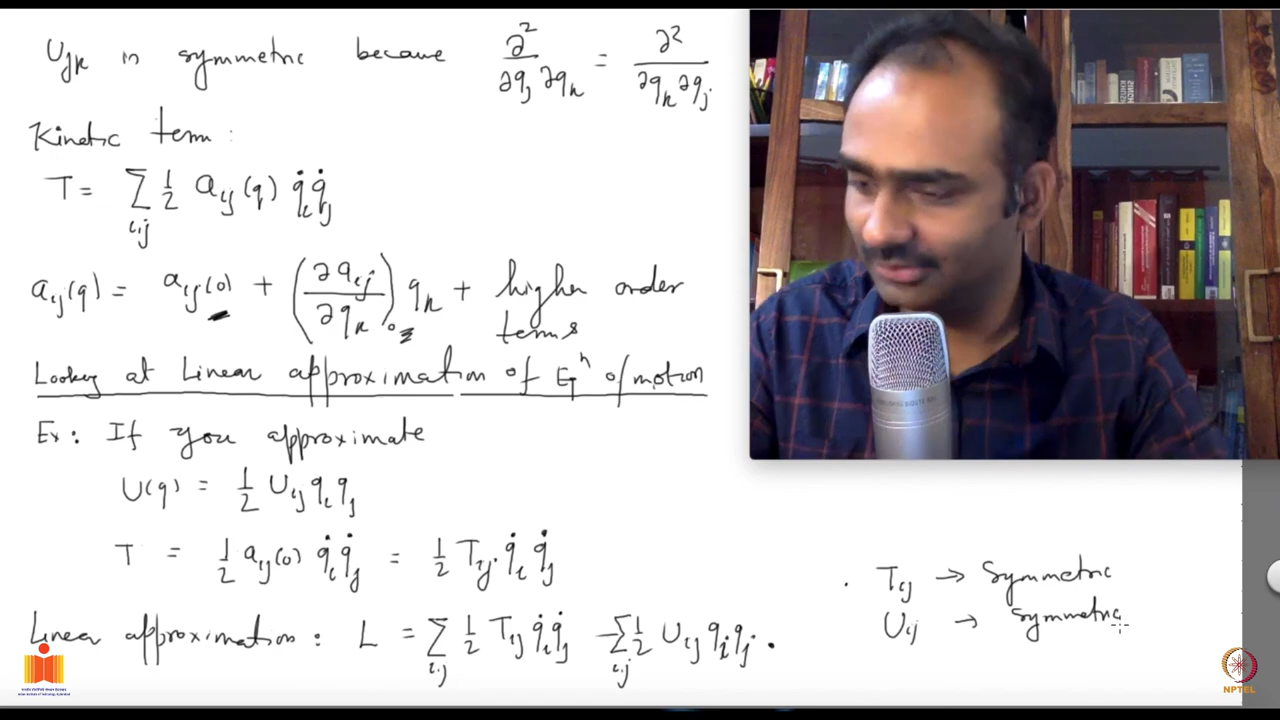 U_jk is symmetric because ∂²/∂q_j ∂q_k = ∂²/∂q_k ∂q_j
Kinetic term :
T = Σ_{i,j} 1/2 a_ij (q) q̇_i q̇_j
a_ij(q) = a_ij(0) + (∂a_ij/∂q_k)_0 q_k + higher order terms
Looking at Linear approximation of Eqⁿ of motion
Ex: If you approximate
U(q) = 1/2 U_ij q_i q_j
T = 1/2 a_ij(0) q̇_i q̇_j = 1/2 T_ij q̇_i q̇_j
T_ij → Symmetric
U_ij → Symmetric
Linear approximation : L = Σ_{i,j} 1/2 T_ij q̇_i q̇_j − Σ_{i,j} 1/2 U_ij q_i q_j .
NPTEL